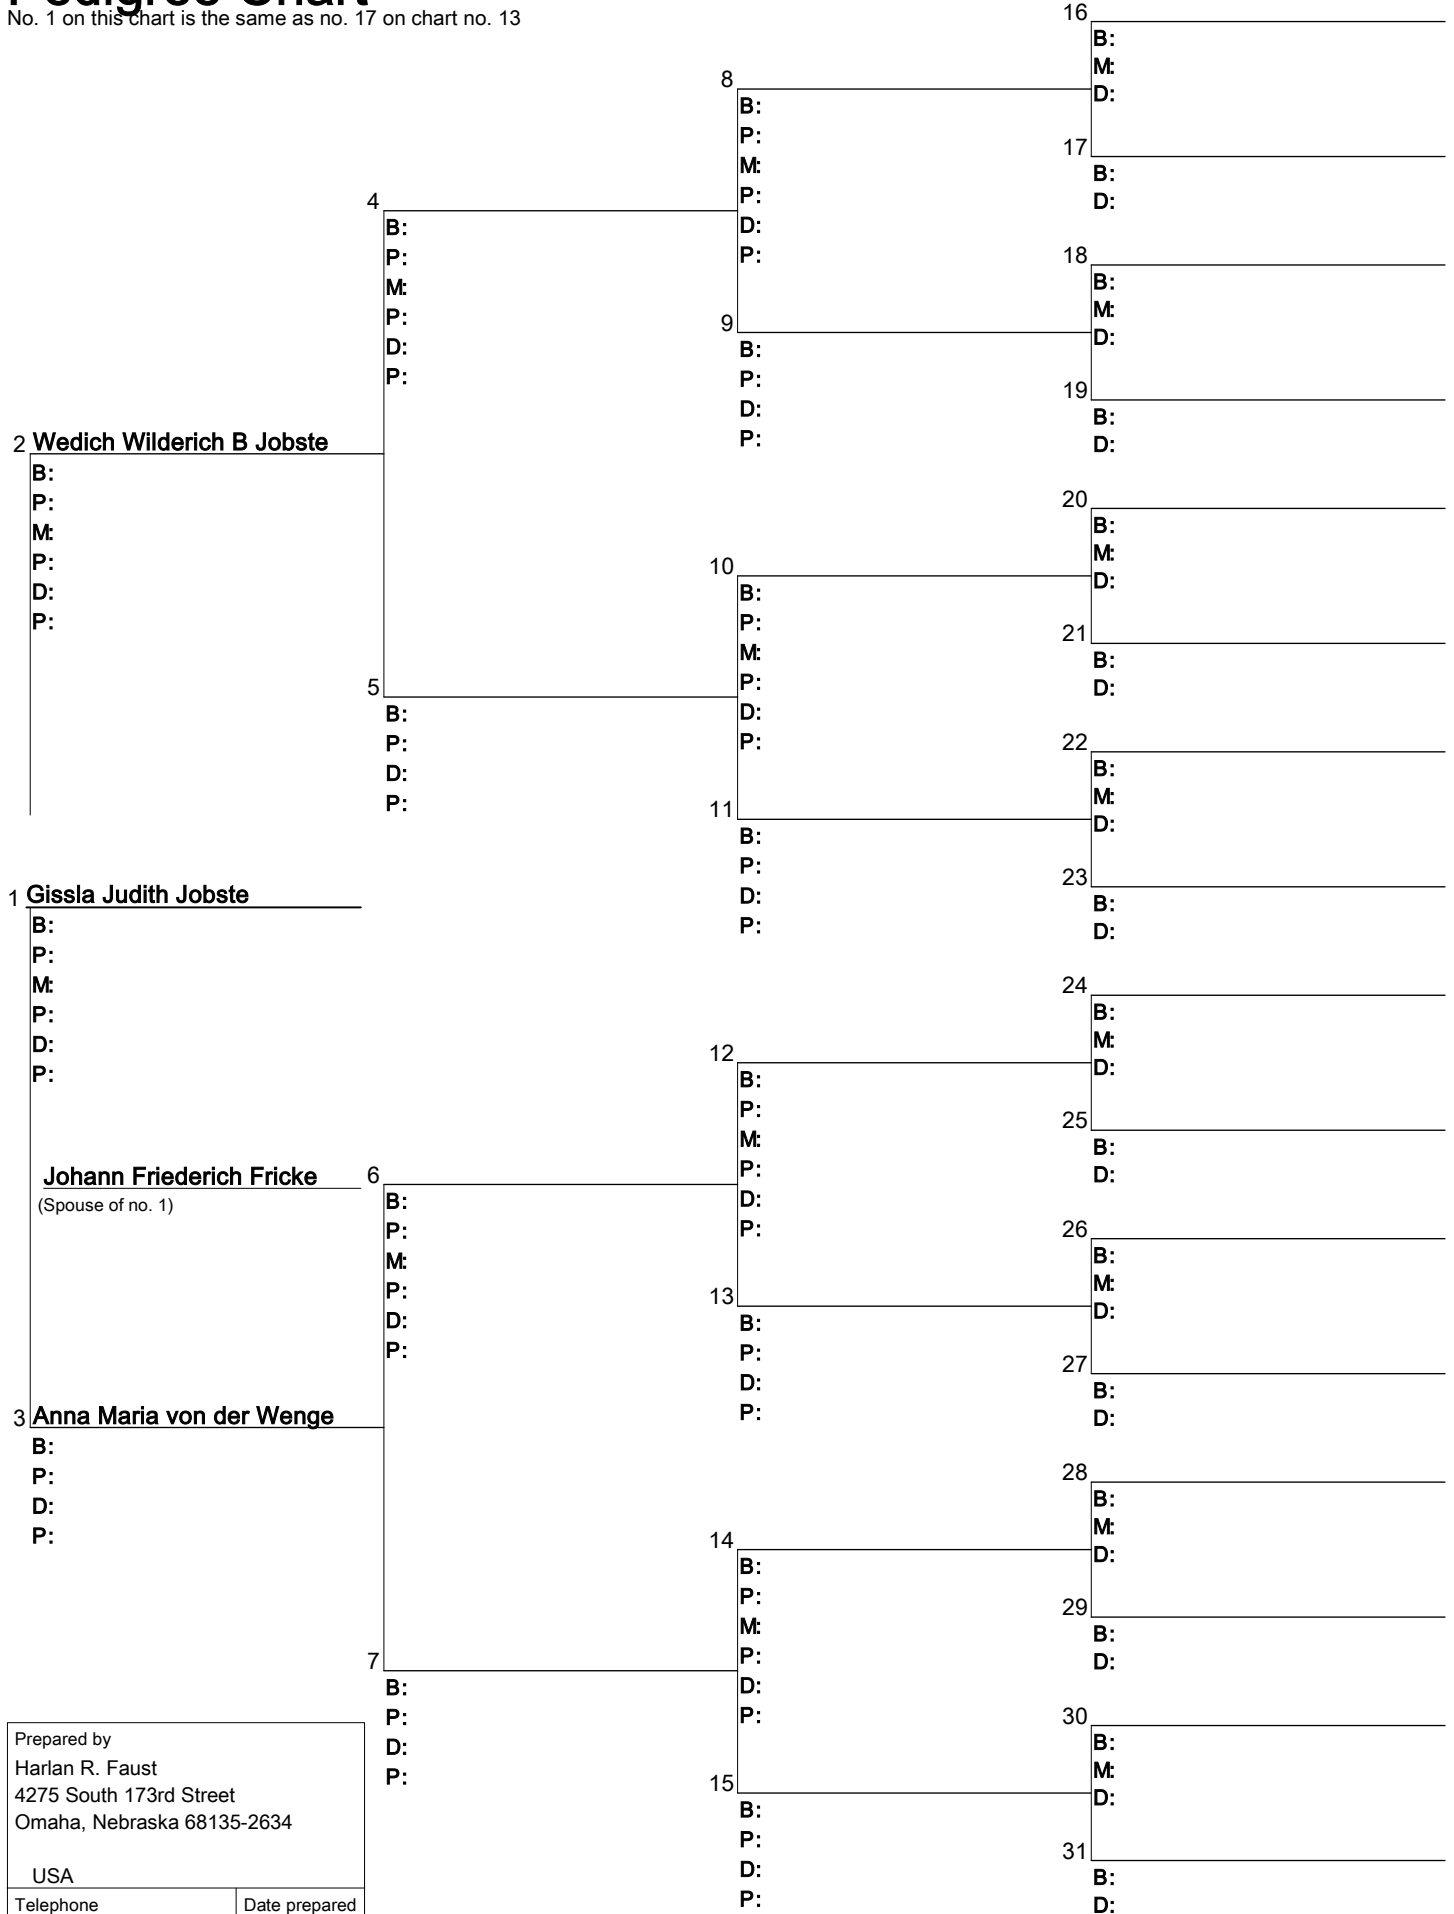 Pedigree Chart
No. 1 on this chart is the same as no. 17 on chart no. 13
2 Wedich Wilderich B Jobste
B:
P:
M:
P:
D:
P:
1 Gissla Judith Jobste
B:
P:
M:
P:
D:
P:
Johann Friederich Fricke
(Spouse of no. 1)
3 Anna Maria von der Wenge
B:
P:
D:
P:
4
B:
P:
M:
P:
D:
P:
5
B:
P:
D:
P:
6
B:
P:
M:
P:
D:
P:
7
B:
P:
D:
P:
8
B:
P:
M:
P:
D:
P:
9
B:
P:
D:
P:
10
B:
P:
M:
P:
D:
P:
11
B:
P:
D:
P:
12
B:
P:
M:
P:
D:
P:
13
B:
P:
D:
P:
14
B:
P:
M:
P:
D:
P:
15
B:
P:
D:
P:
16
B:
M:
D:
17
B:
D:
18
B:
M:
D:
19
B:
D:
20
B:
M:
D:
21
B:
D:
22
B:
M:
D:
23
B:
D:
24
B:
M:
D:
25
B:
D:
26
B:
M:
D:
27
B:
D:
28
B:
M:
D:
29
B:
D:
30
B:
M:
D:
31
B:
D:
Prepared by
Harlan R. Faust
4275 South 173rd Street
Omaha, Nebraska 68135-2634
USA
Telephone
Date prepared